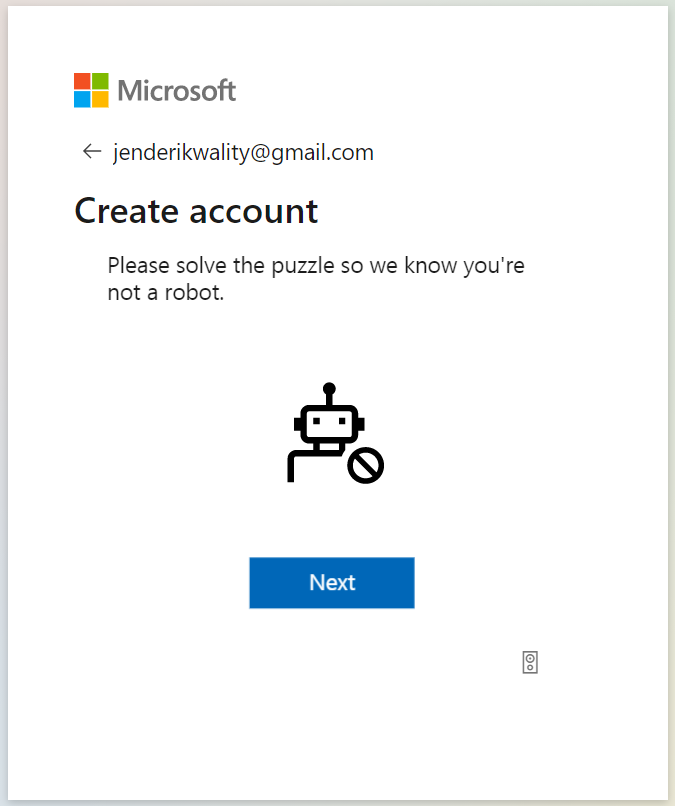 Microsoft
jenderikwality@gmail.com
Create account
Please solve the puzzle so we know you're
not a robot.
Next